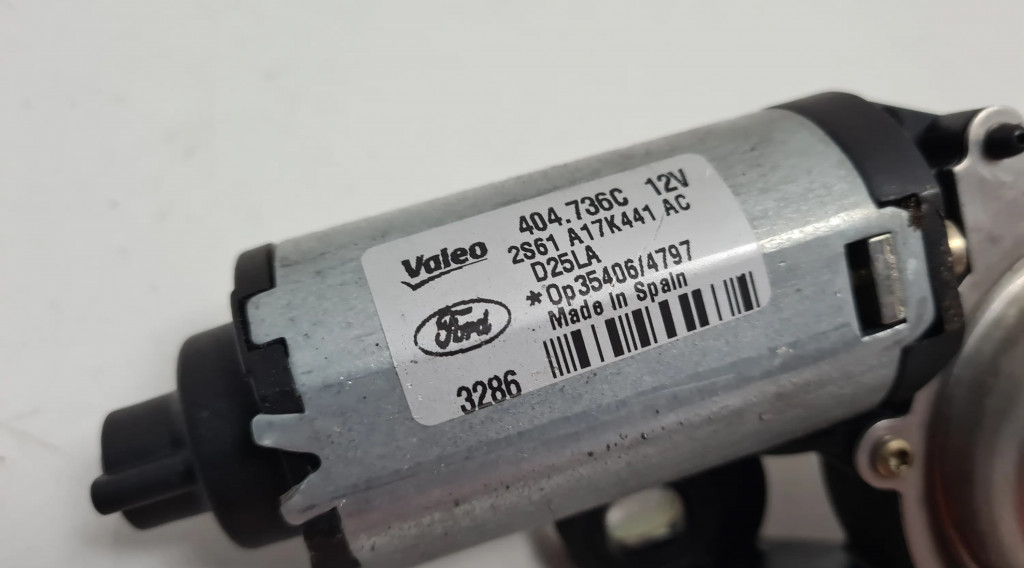 Valeo
404.736C 12V
2S61 A17K441 AC
D25LA
*Op35406/4797
Made In Spain
Ford
3286